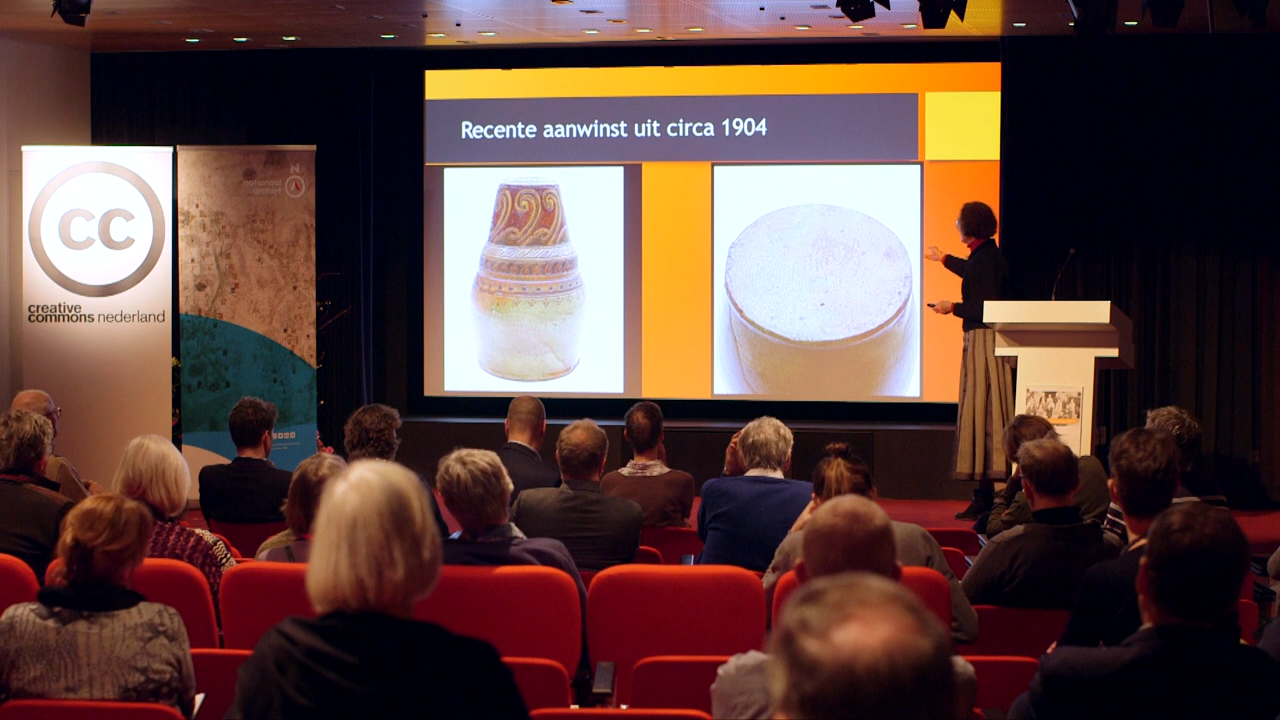 Recente aanwinst uit circa 1904
cc
creative
commons nederland
nationaal
archief